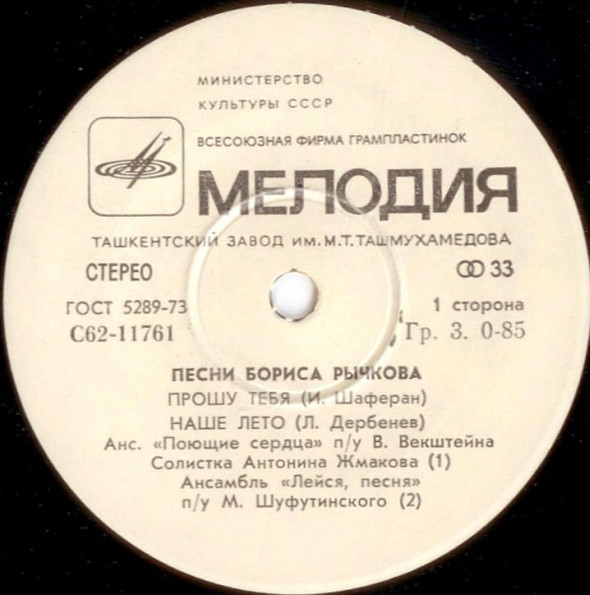 МИНИСТЕРСТВО
КУЛЬТУРЫ СССР
ВСЕСОЮЗНАЯ ФИРМА ГРАМПЛАСТИНОК
МЕЛОДИЯ
ТАШКЕНТСКИЙ ЗАВОД ИМ. М.Т. ТАШМУХАМЕДОВА
СТЕРЕО 33
ГОСТ 5289-73 1 сторона
С62-11761 Гр. 3. 0-85
ПЕСНИ БОРИСА РЫЧКОВА
ПРОШУ ТЕБЯ (И. Шаферан)
НАШЕ ЛЕТО (Л. Дербенев)
Анс. «Поющие сердца» п/у В. Векштейна
Солистка Антонина Жмакова (1)
Ансамбль «Лейся, песня»
п/у М. Шуфутинского (2)